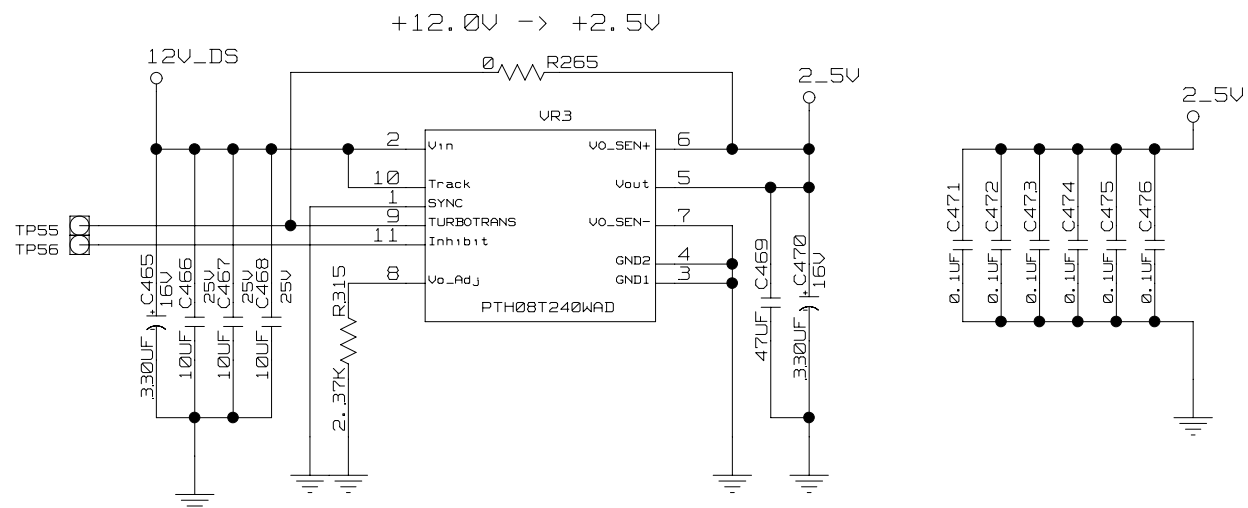 +12.0V -> +2.5V
12V_DS
0 R265
2_5V
2_5V
VR3
2 Vin
10 Track
1 SYNC
9 TURBOTRANS
11 Inhibit
8 Vo_Adj
VO_SEN+ 6
Vout 5
VO_SEN- 7
GND2 4
GND1 3
PTH08T240WAD
TP55
TP56
330UF + C465 16V
10UF C466 25V
10UF C467 25V
10UF C468 25V
2.37K R315
47UF C469
330UF + C470 16V
0.1UF C471
0.1UF C472
0.1UF C473
0.1UF C474
0.1UF C475
0.1UF C476